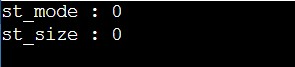 st_mode : 0
st_size : 0